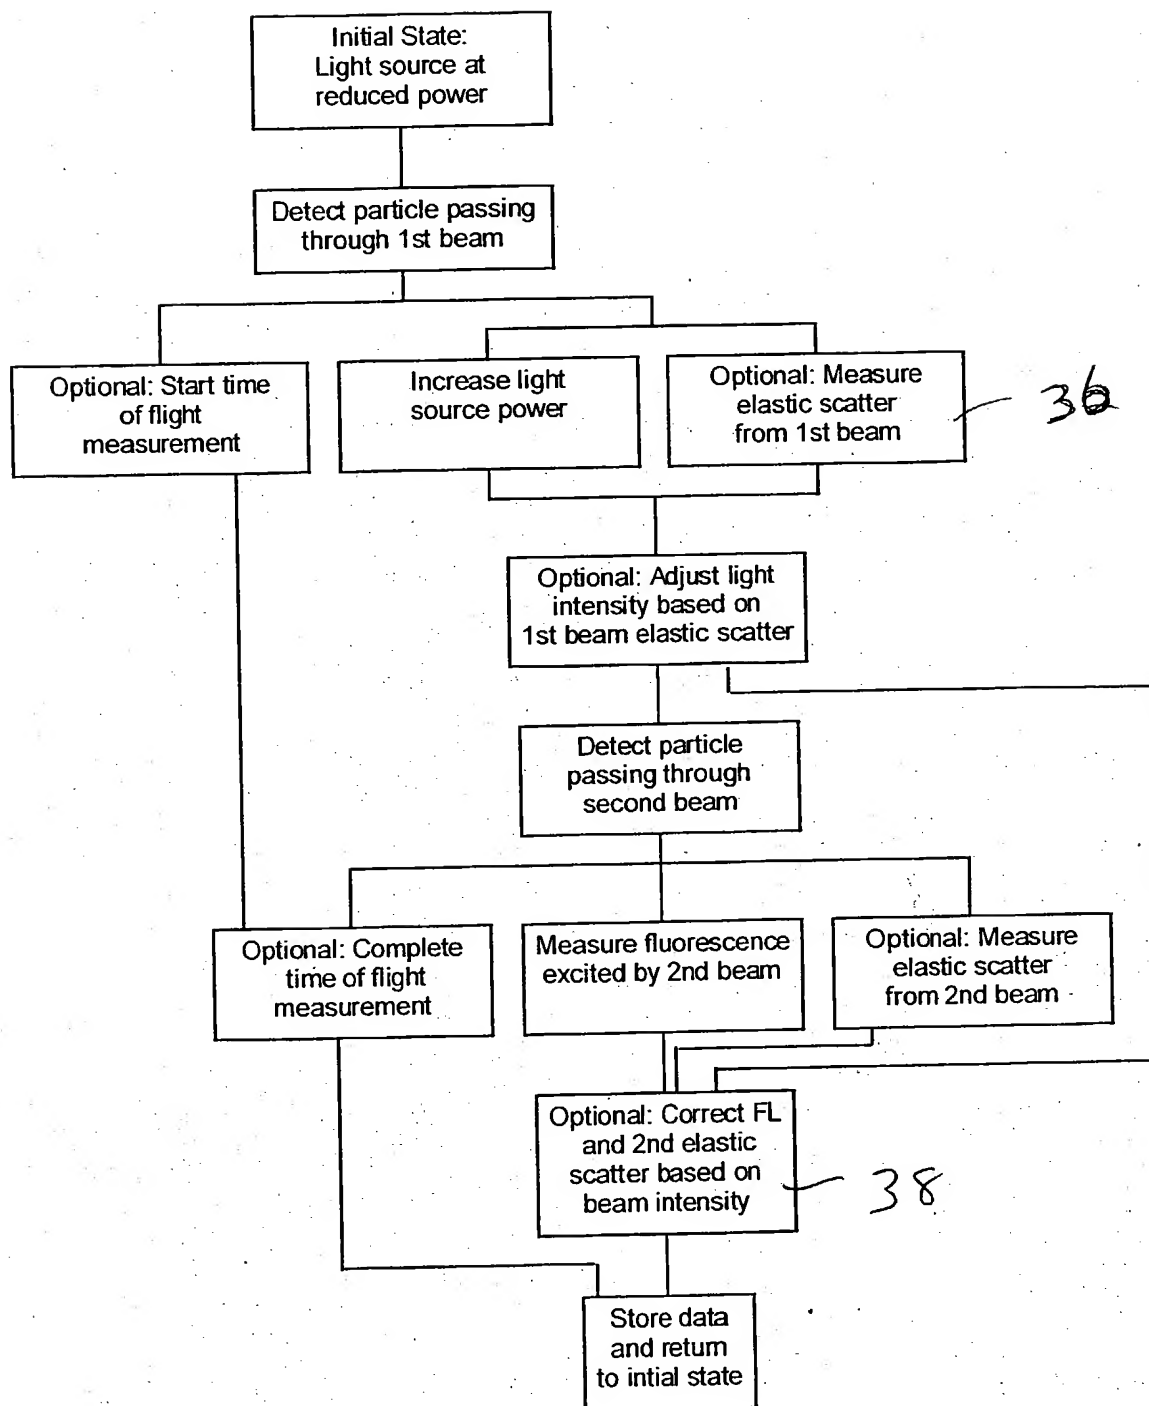 Initial State:
Light source at
reduced power
Detect particle passing
through 1st beam
Optional: Start time
of flight
measurement
Increase light
source power
Optional: Measure
elastic scatter
from 1st beam
36
Optional: Adjust light
intensity based on
1st beam elastic scatter
Detect particle
passing through
second beam
Optional: Complete
time of flight
measurement
Measure fluorescence
excited by 2nd beam
Optional: Measure
elastic scatter
from 2nd beam
Optional: Correct FL
and 2nd elastic
scatter based on
beam intensity
38
Store data
and return
to intial state